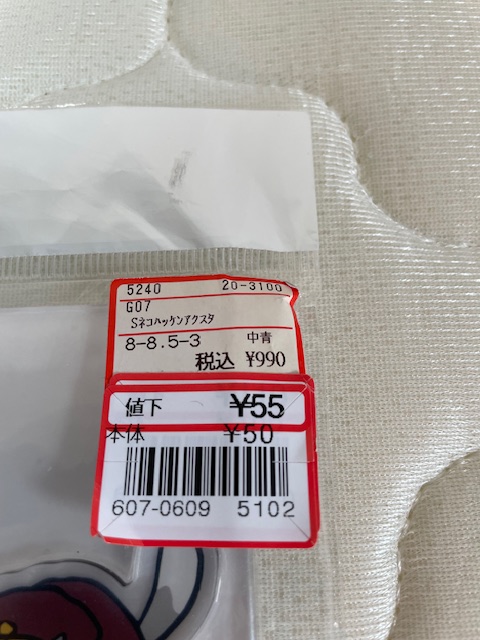 5240 20-3100
G07
Sネコハッケンアクスタ
8-8.5-3 中青
税込 ¥990
値下 ¥55
本体 ¥50
607-0609 5102